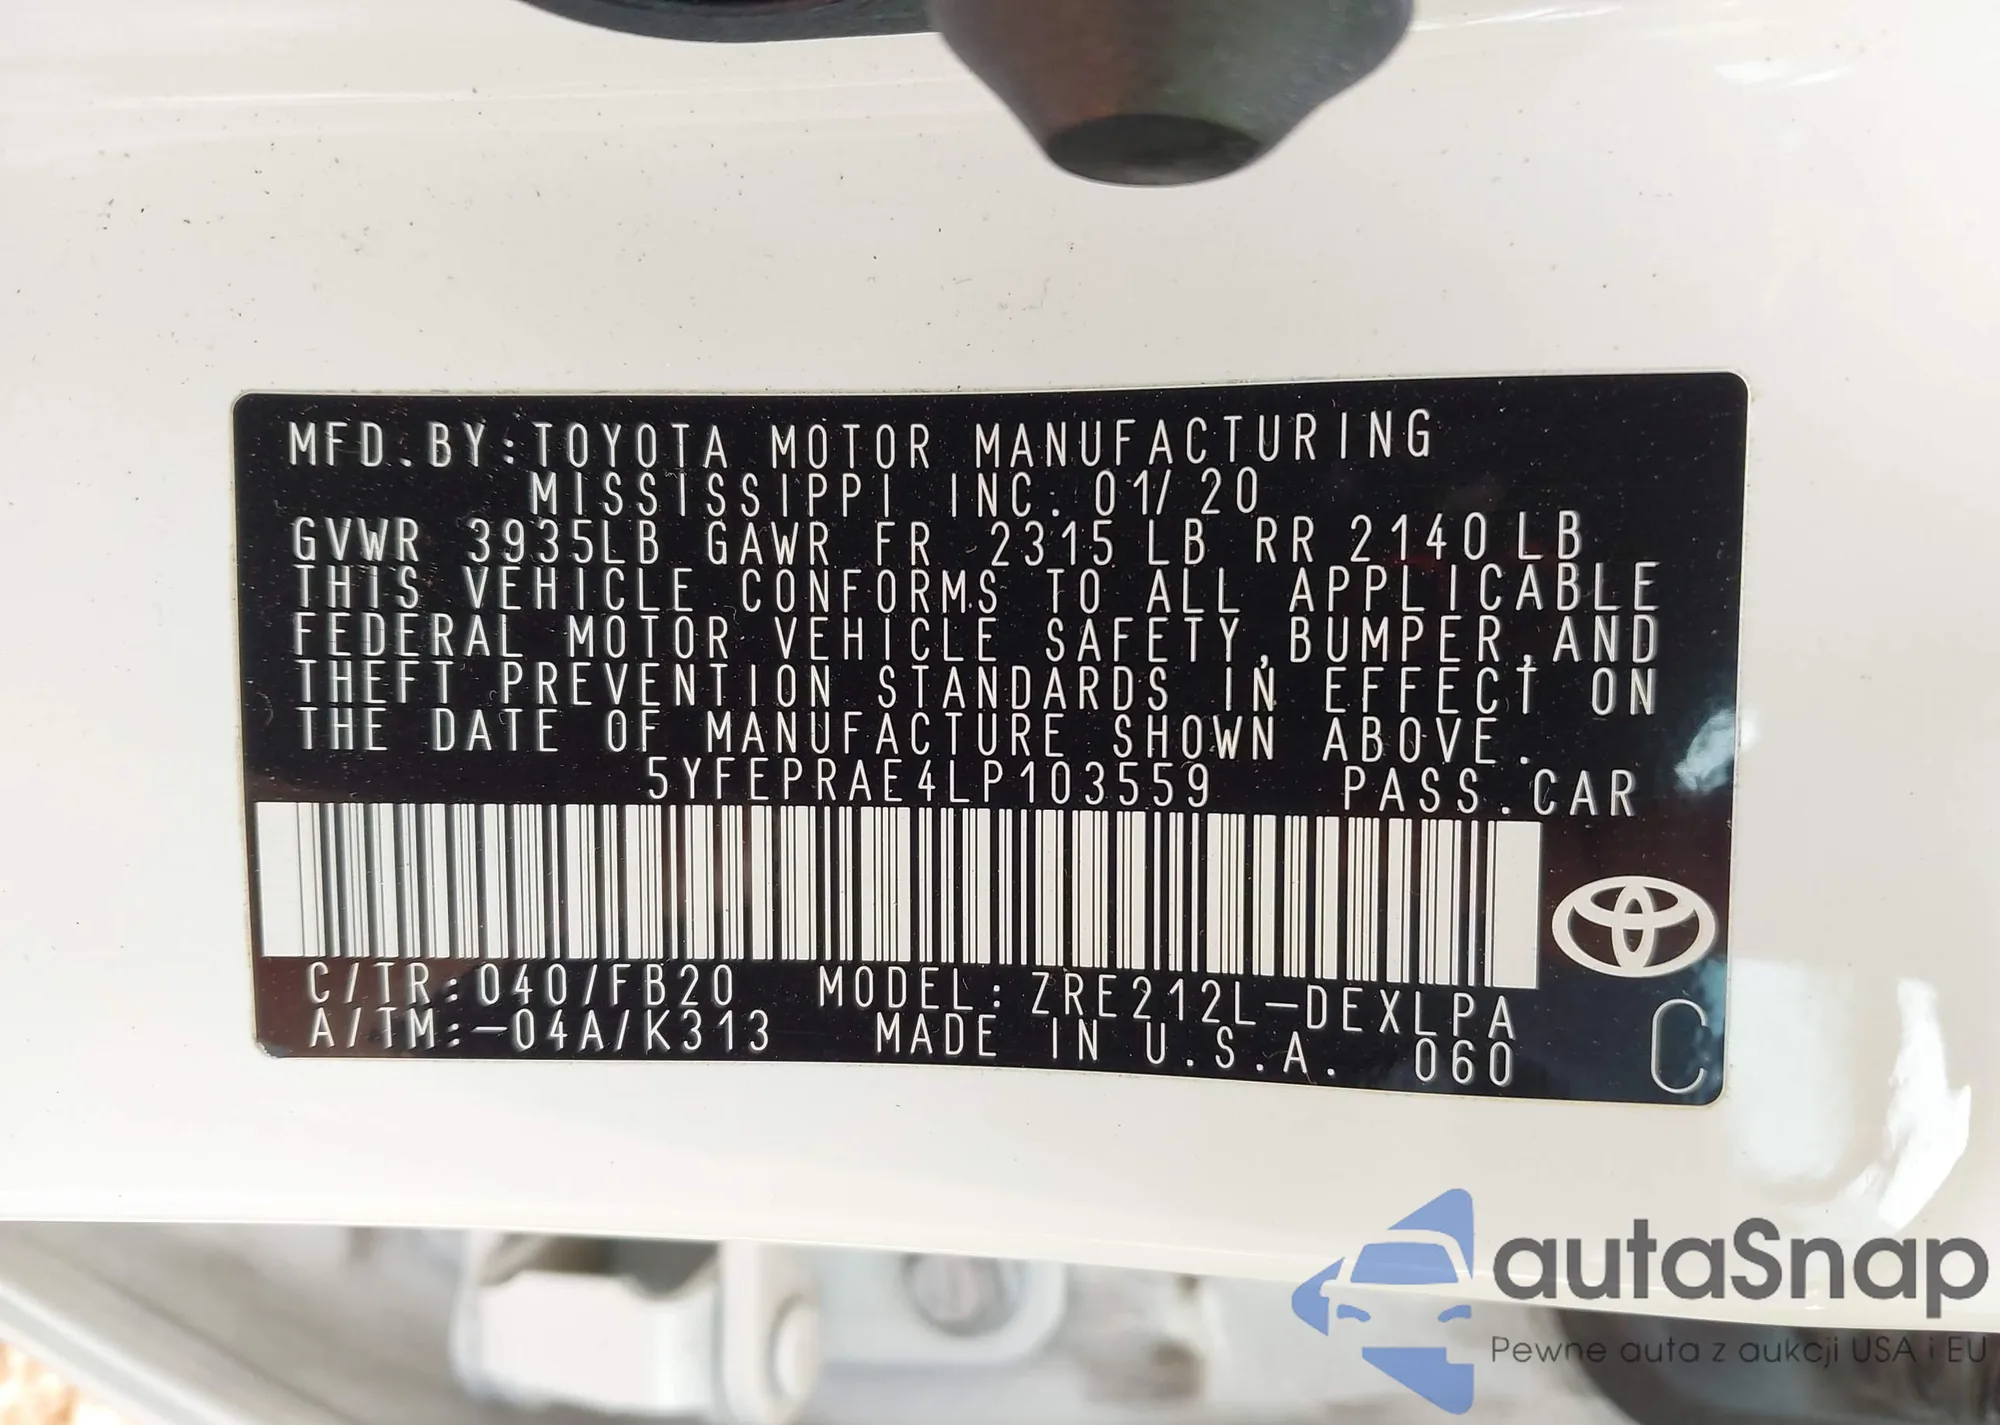 MFD.BY:TOYOTA MOTOR MANUFACTURING
MISSISSIPPI INC. 01/20
GVWR 3935LB GAWR FR 2315 LB RR 2140 LB
THIS VEHICLE CONFORMS TO ALL APPLICABLE
FEDERAL MOTOR VEHICLE SAFETY,BUMPER,AND
THEFT PREVENTION STANDARDS IN EFFECT ON
THE DATE OF MANUFACTURE SHOWN ABOVE.
5YFEPRAE4LP103559 PASS.CAR
C/TR:040/FB20 MODEL:ZRE212L-DEXLPA
A/TM:-04A/K313 MADE IN U.S.A. 060 C
autaSnap
Pewne auta z aukcji USA i EU